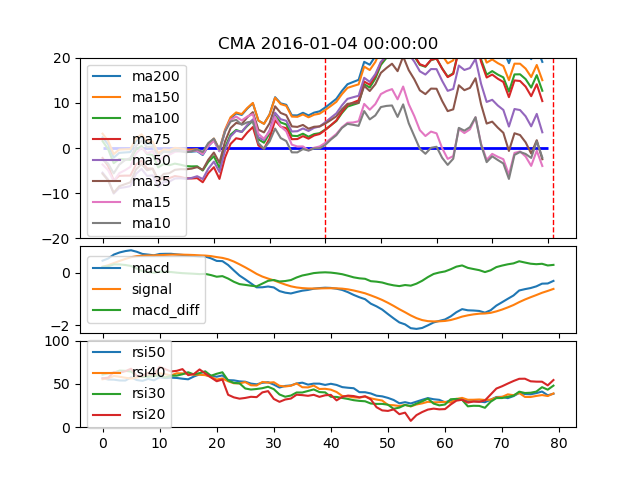 CMA 2016-01-04 00:00:00
20
10
0
−10
−20
ma200
ma150
ma100
ma75
ma50
ma35
ma15
ma10
0
−2
macd
signal
macd_diff
100
50
0
rsi50
rsi40
rsi30
rsi20
0 10 20 30 40 50 60 70 80